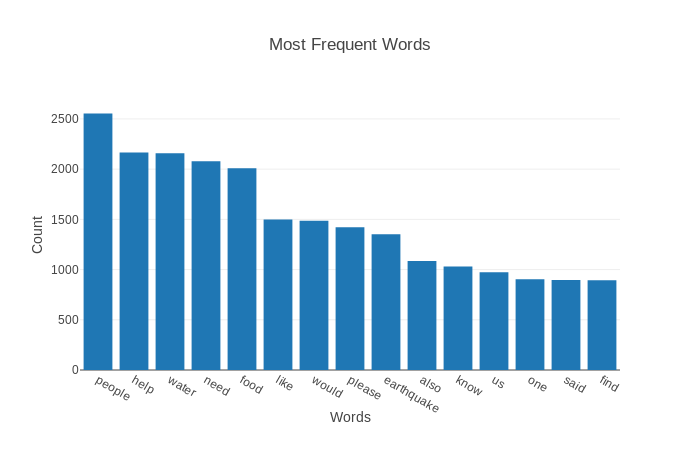 Most Frequent Words
Count
2500
2000
1500
1000
500
0
people
help
water
need
food
like
would
please
earthquake
also
know
us
one
said
find
Words